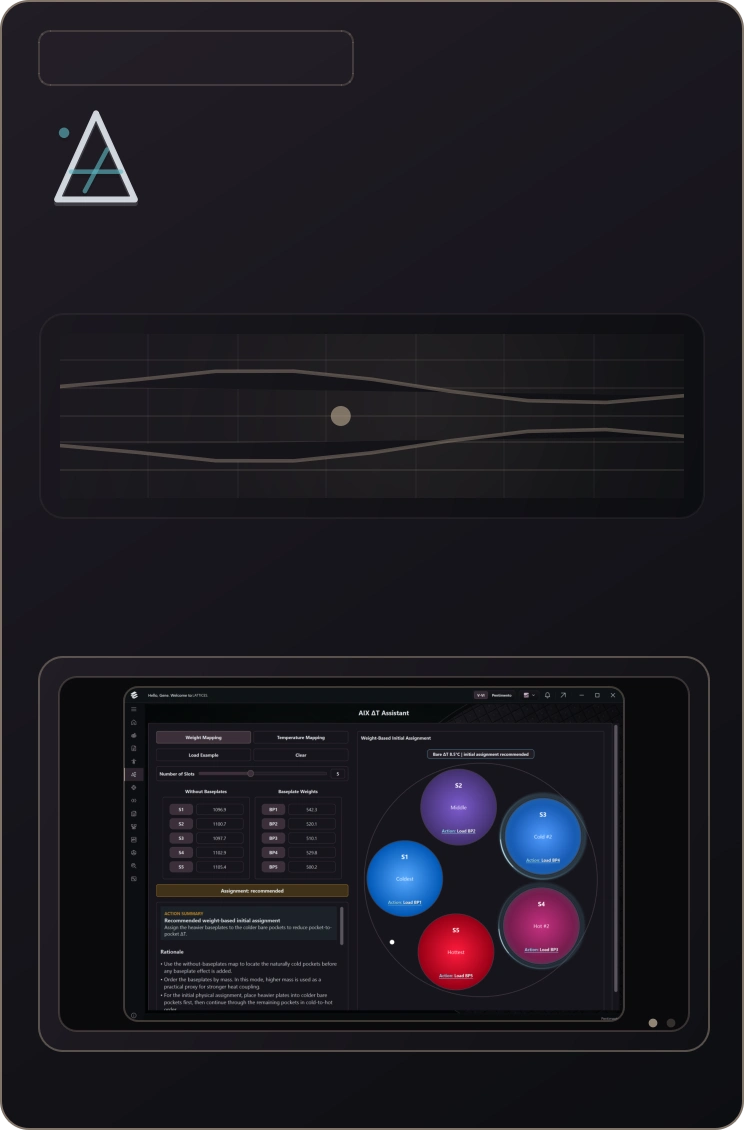 Hello, Gene. Welcome to LATTICES.
Pentimento
AIX ΔT Assistant
Weight Mapping
Temperature Mapping
Load Example
Clear
Number of Slots
5
Without Baseplates
Baseplate Weights
S1 1096.9 BP1 542.3
S2 1100.7 BP2 520.1
S3 1097.7 BP3 510.1
S4 1102.9 BP4 529.8
S5 1105.4 BP5 500.2
Assignment: recommended
ACTION SUMMARY
Recommended weight-based initial assignment
Assign the heavier baseplates to the colder bare pockets to reduce pocket-to-
pocket ΔT.
Rationale
• Use the without-baseplates map to locate the naturally cold pockets before
any baseplate effect is added.
• Order the baseplates by mass. In this mode, higher mass is used as a
practical proxy for stronger heat coupling.
• For the initial physical assignment, place heavier plates into colder bare
pockets first, then continue through the remaining pockets in cold-to-hot
order.
Weight-Based Initial Assignment
Bare ΔT 8.5°C | initial assignment recommended
S2
Middle
Action: Load BP2
S3
Cold #2
Action: Load BP4
S1
Coldest
Action: Load BP1
S4
Hot #2
Action: Load BP3
S5
Hottest
Action: Load BP5